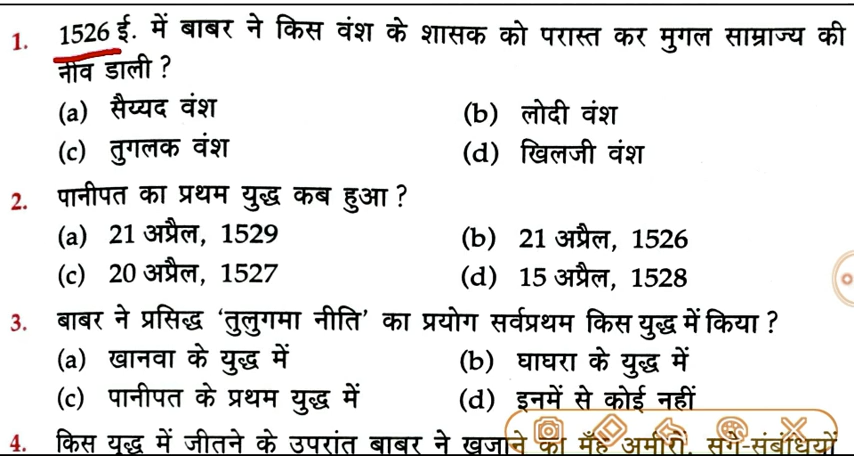 1. 1526 ई. में बाबर ने किस वंश के शासक को परास्त कर मुगल साम्राज्य की
नींव डाली ?
(a) सैय्यद वंश (b) लोदी वंश
(c) तुगलक वंश (d) खिलजी वंश
2. पानीपत का प्रथम युद्ध कब हुआ ?
(a) 21 अप्रैल, 1529 (b) 21 अप्रैल, 1526
(c) 20 अप्रैल, 1527 (d) 15 अप्रैल, 1528
3. बाबर ने प्रसिद्ध ‘तुलुगमा नीति’ का प्रयोग सर्वप्रथम किस युद्ध में किया ?
(a) खानवा के युद्ध में (b) घाघरा के युद्ध में
(c) पानीपत के प्रथम युद्ध में (d) इनमें से कोई नहीं
4. किस युद्ध में जीतने के उपरांत बाबर ने खजाने का मुँह अमीरों, सगे-संबंधियों